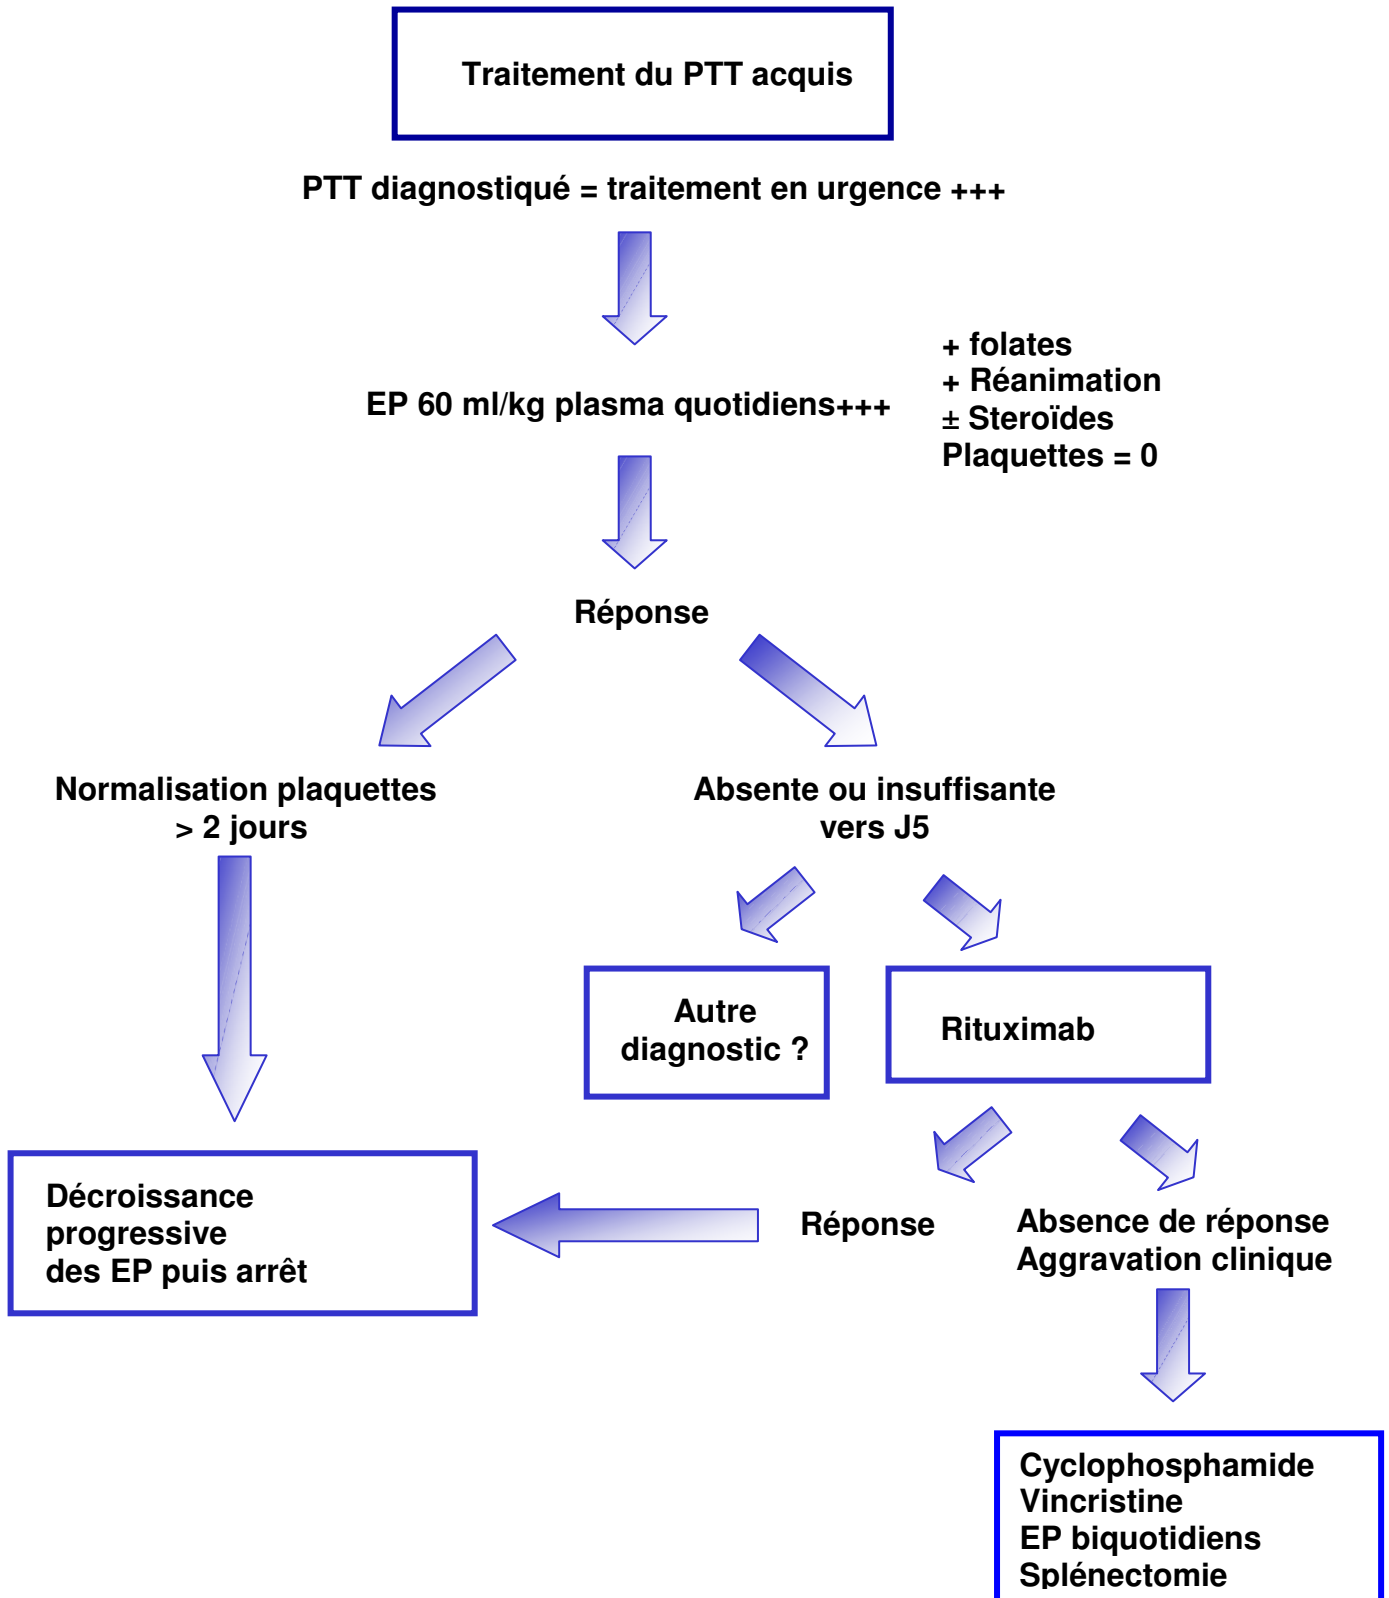 Traitement du PTT acquis
PTT diagnostiqué = traitement en urgence +++
EP 60 ml/kg plasma quotidiens+++
+ folates
+ Réanimation
± Steroïdes
Plaquettes = 0
Réponse
Normalisation plaquettes
> 2 jours
Absente ou insuffisante
vers J5
Autre
diagnostic ?
Rituximab
Décroissance
progressive
des EP puis arrêt
Réponse
Absence de réponse
Aggravation clinique
Cyclophosphamide
Vincristine
EP biquotidiens
Splénectomie